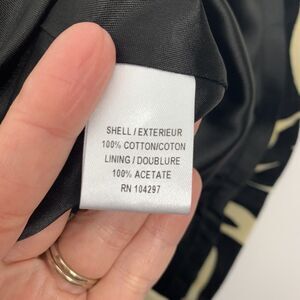 SHELL / EXTERIEUR
100% COTTON/COTON
LINING / DOUBLURE
100% ACETATE
RN 104297